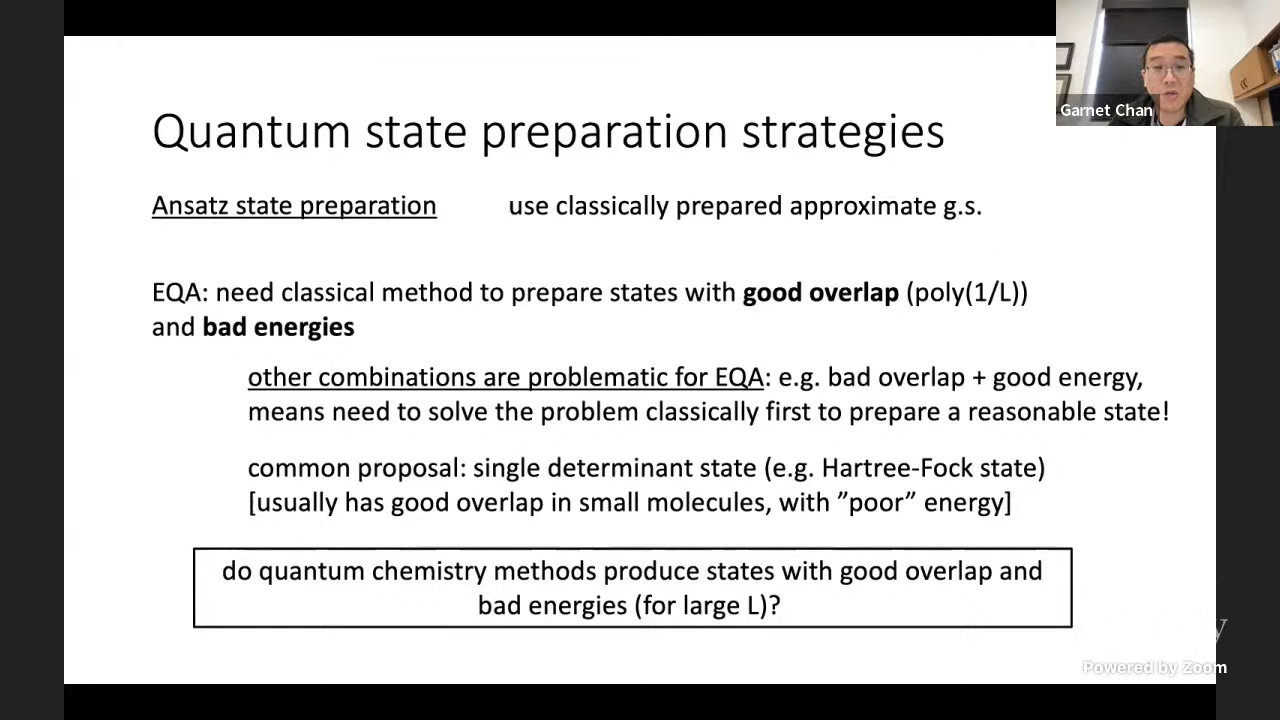 Garnet Chan
Quantum state preparation strategies
Ansatz state preparation use classically prepared approximate g.s.
EQA: need classical method to prepare states with good overlap (poly(1/L))
and bad energies
other combinations are problematic for EQA: e.g. bad overlap + good energy,
means need to solve the problem classically first to prepare a reasonable state!
common proposal: single determinant state (e.g. Hartree-Fock state)
[usually has good overlap in small molecules, with ”poor” energy]
do quantum chemistry methods produce states with good overlap and
bad energies (for large L)?
y
Powered by Zoom